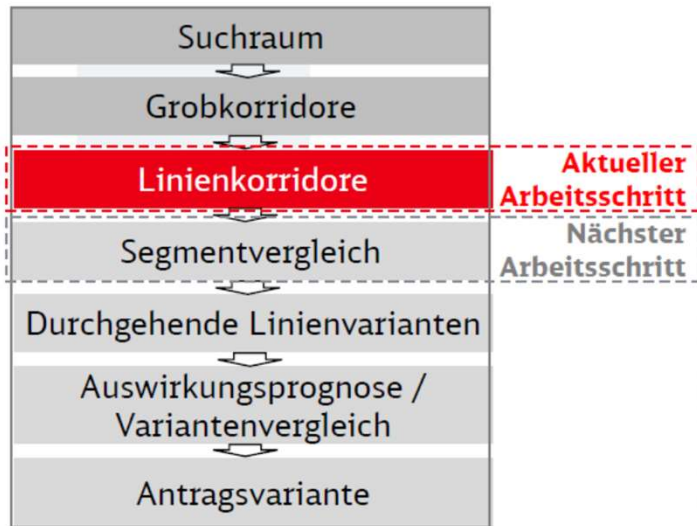 Suchraum
Grobkorridore
Linienkorridore
Aktueller
Arbeitsschritt
Segmentvergleich
Nächster
Arbeitsschritt
Durchgehende Linienvarianten
Auswirkungsprognose /
Variantenvergleich
Antragsvariante